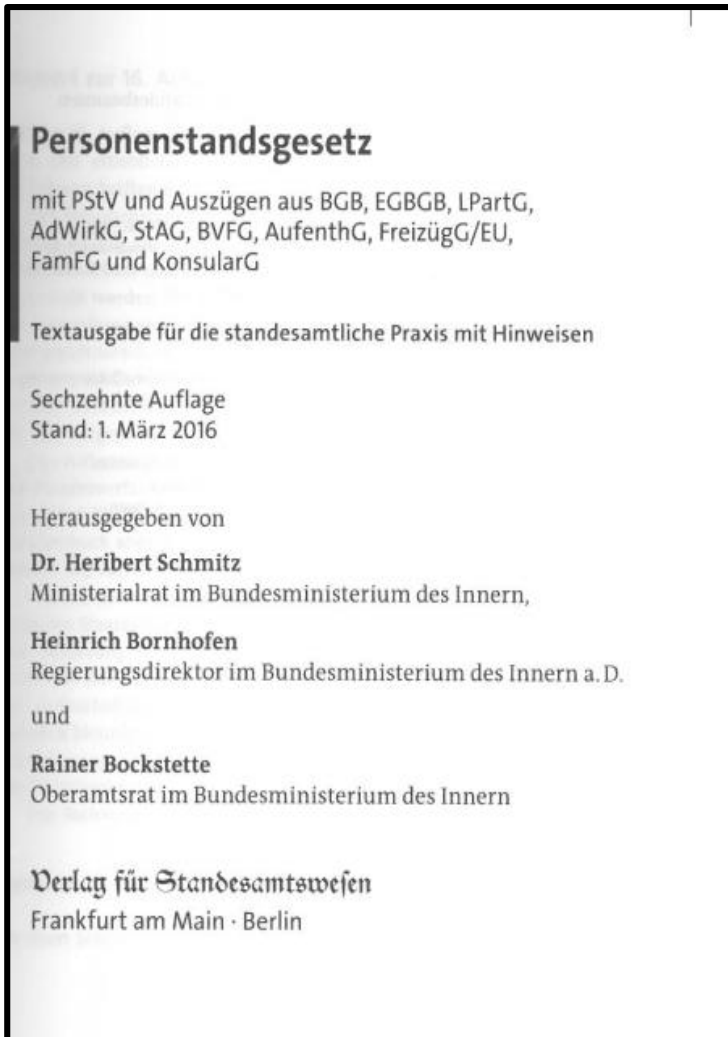 Personenstandsgesetz
mit PStV und Auszügen aus BGB, EGBGB, LPartG,
AdWirkG, StAG, BVFG, AufenthG, FreizügG/EU,
FamFG und KonsularG
Textausgabe für die standesamtliche Praxis mit Hinweisen
Sechzehnte Auflage
Stand: 1. März 2016
Herausgegeben von
Dr. Heribert Schmitz
Ministerialrat im Bundesministerium des Innern,
Heinrich Bornhofen
Regierungsdirektor im Bundesministerium des Innern a. D.
und
Rainer Bockstette
Oberamtsrat im Bundesministerium des Innern
Verlag für Standesamtswesen
Frankfurt am Main · Berlin